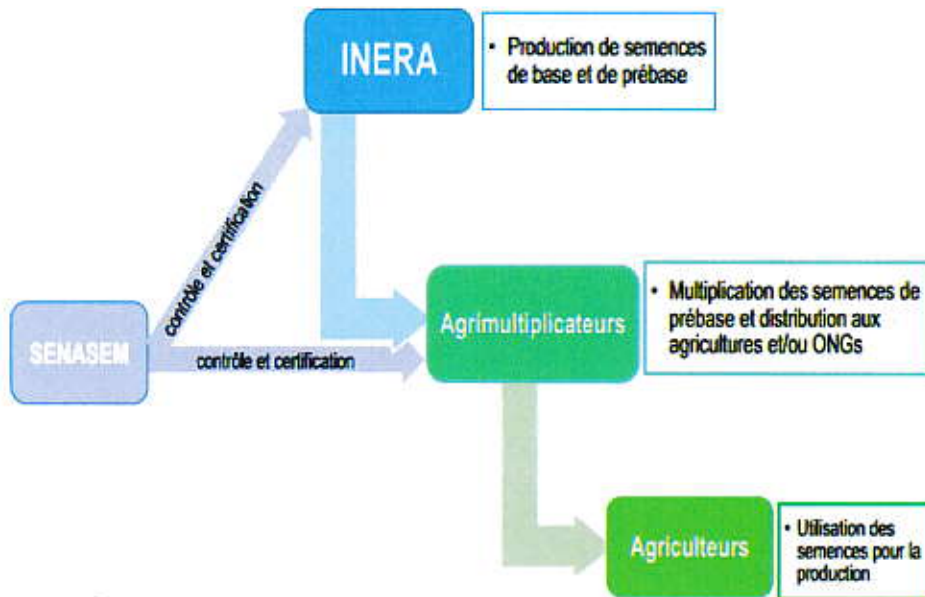 INERA
• Production de semences
de base et de prébase
contrôle et certification
SENASEM
contrôle et certification
Agrimultiplicateurs
• Multiplication des semences de
prébase et distribution aux
agricultures et/ou ONGs
Agriculteurs
• Utilisation des
semences pour la
production